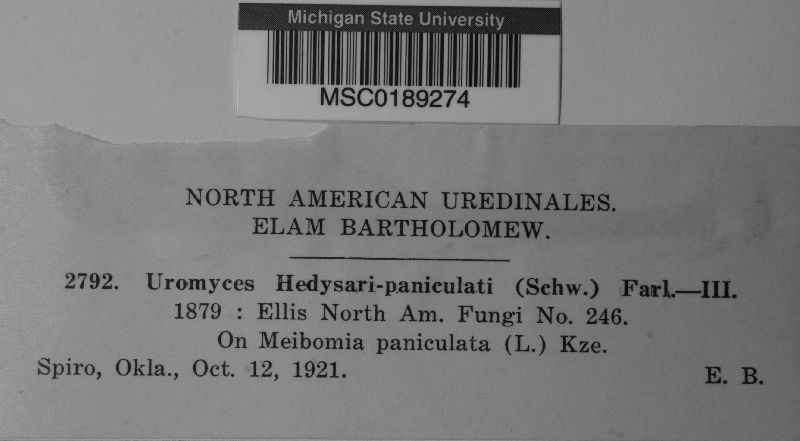 Michigan State University
MSC0189274
NORTH AMERICAN UREDINALES.
ELAM BARTHOLOMEW.
2792. Uromyces Hedysari-paniculati (Schw.) Farl.—III.
1879 : Ellis North Am. Fungi No. 246.
On Meibomia paniculata (L.) Kze.
Spiro, Okla., Oct. 12, 1921. E. B.